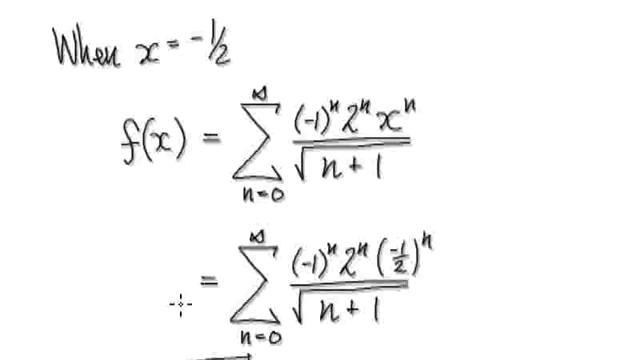 When x = -1/2
f(x) = ∑_{n=0}^{∞} (-1)^n 2^n x^n / √(n+1)
= ∑_{n=0}^{∞} (-1)^n 2^n (-1/2)^n / √(n+1)